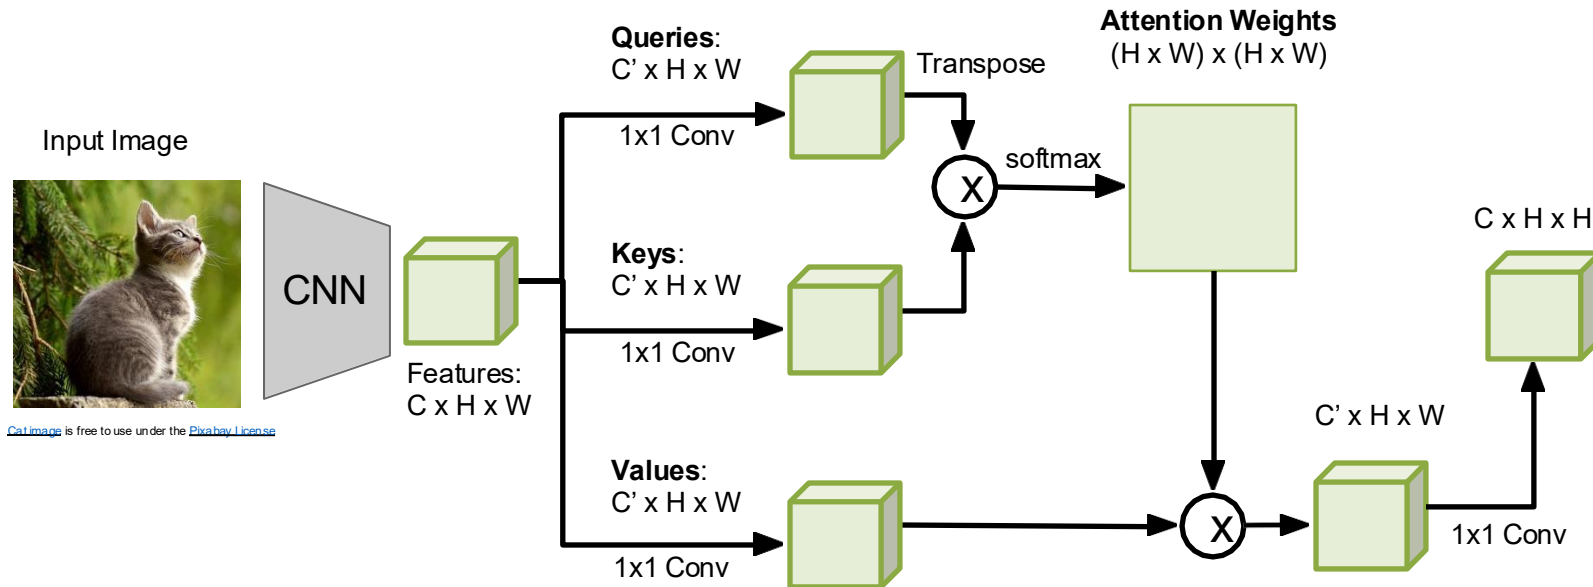 Input Image
Cat image is free to use under the Pixabay License
CNN
Features:
C x H x W
Queries:
C’ x H x W
1x1 Conv
Keys:
C’ x H x W
1x1 Conv
Values:
C’ x H x W
1x1 Conv
Transpose
X
softmax
Attention Weights
(H x W) x (H x W)
X
C’ x H x W
1x1 Conv
C x H x H